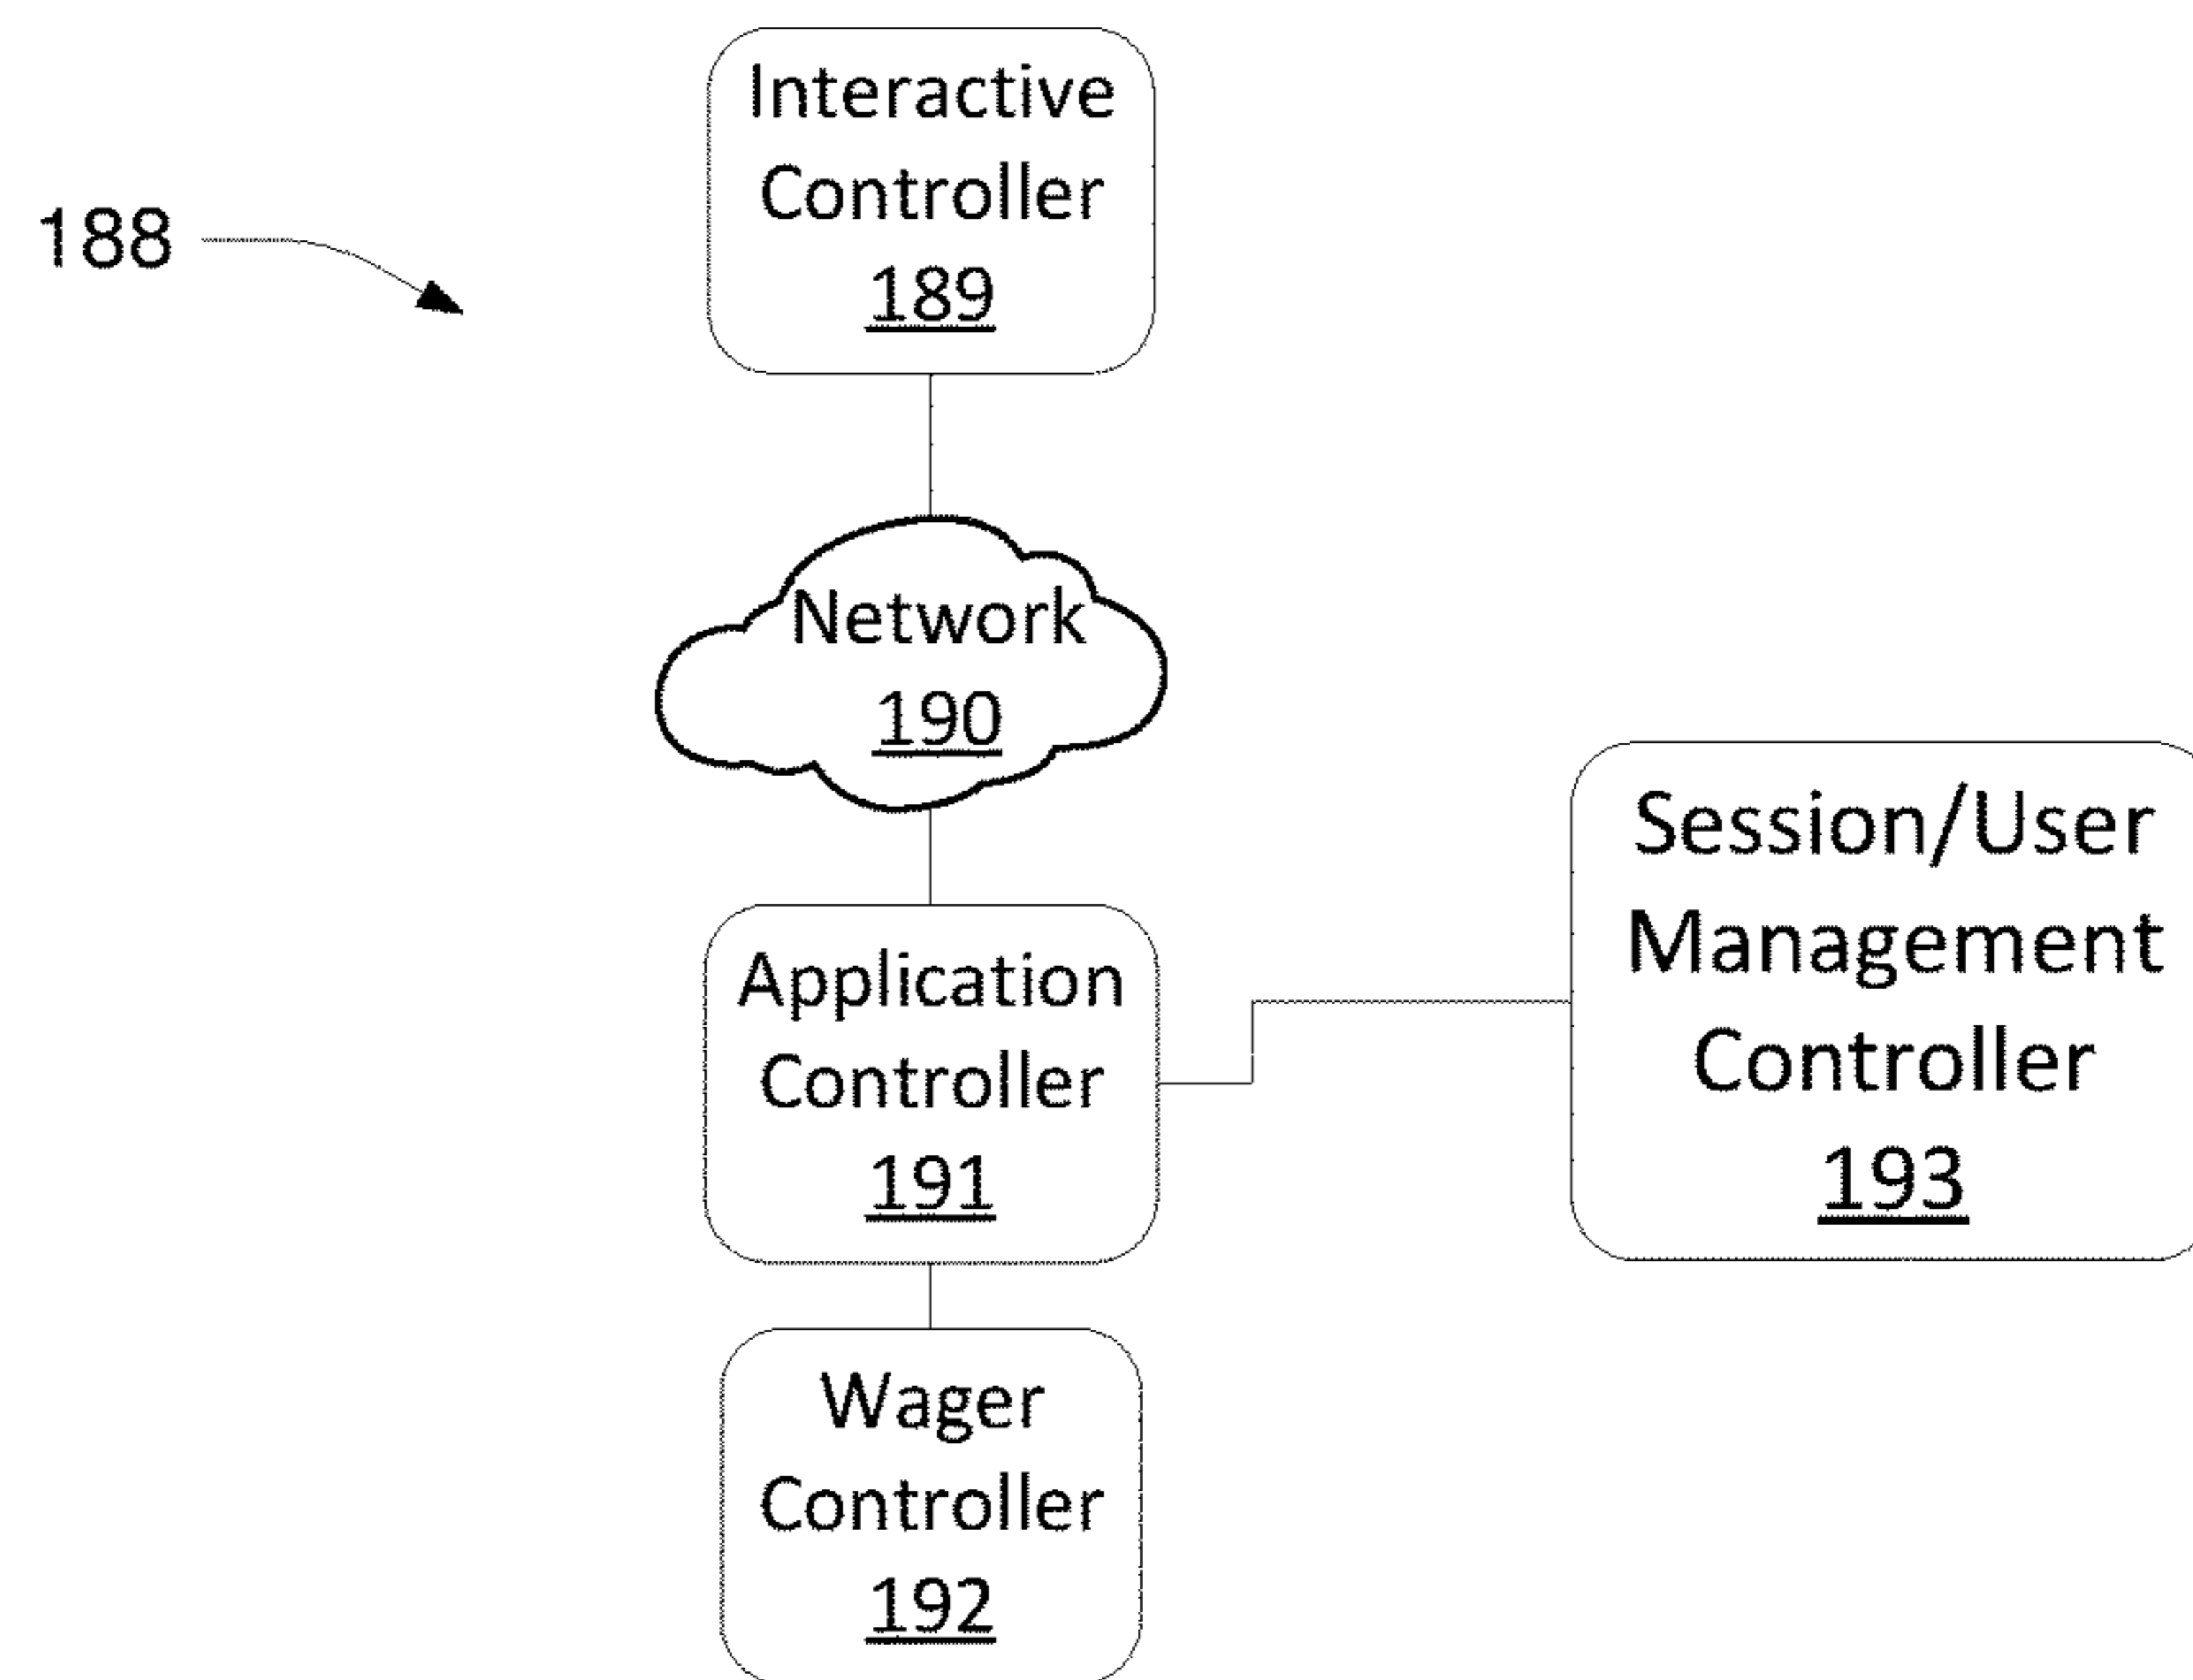 188
Interactive
Controller
189
Network
190
Application
Controller
191
Session/User
Management
Controller
193
Wager
Controller
192